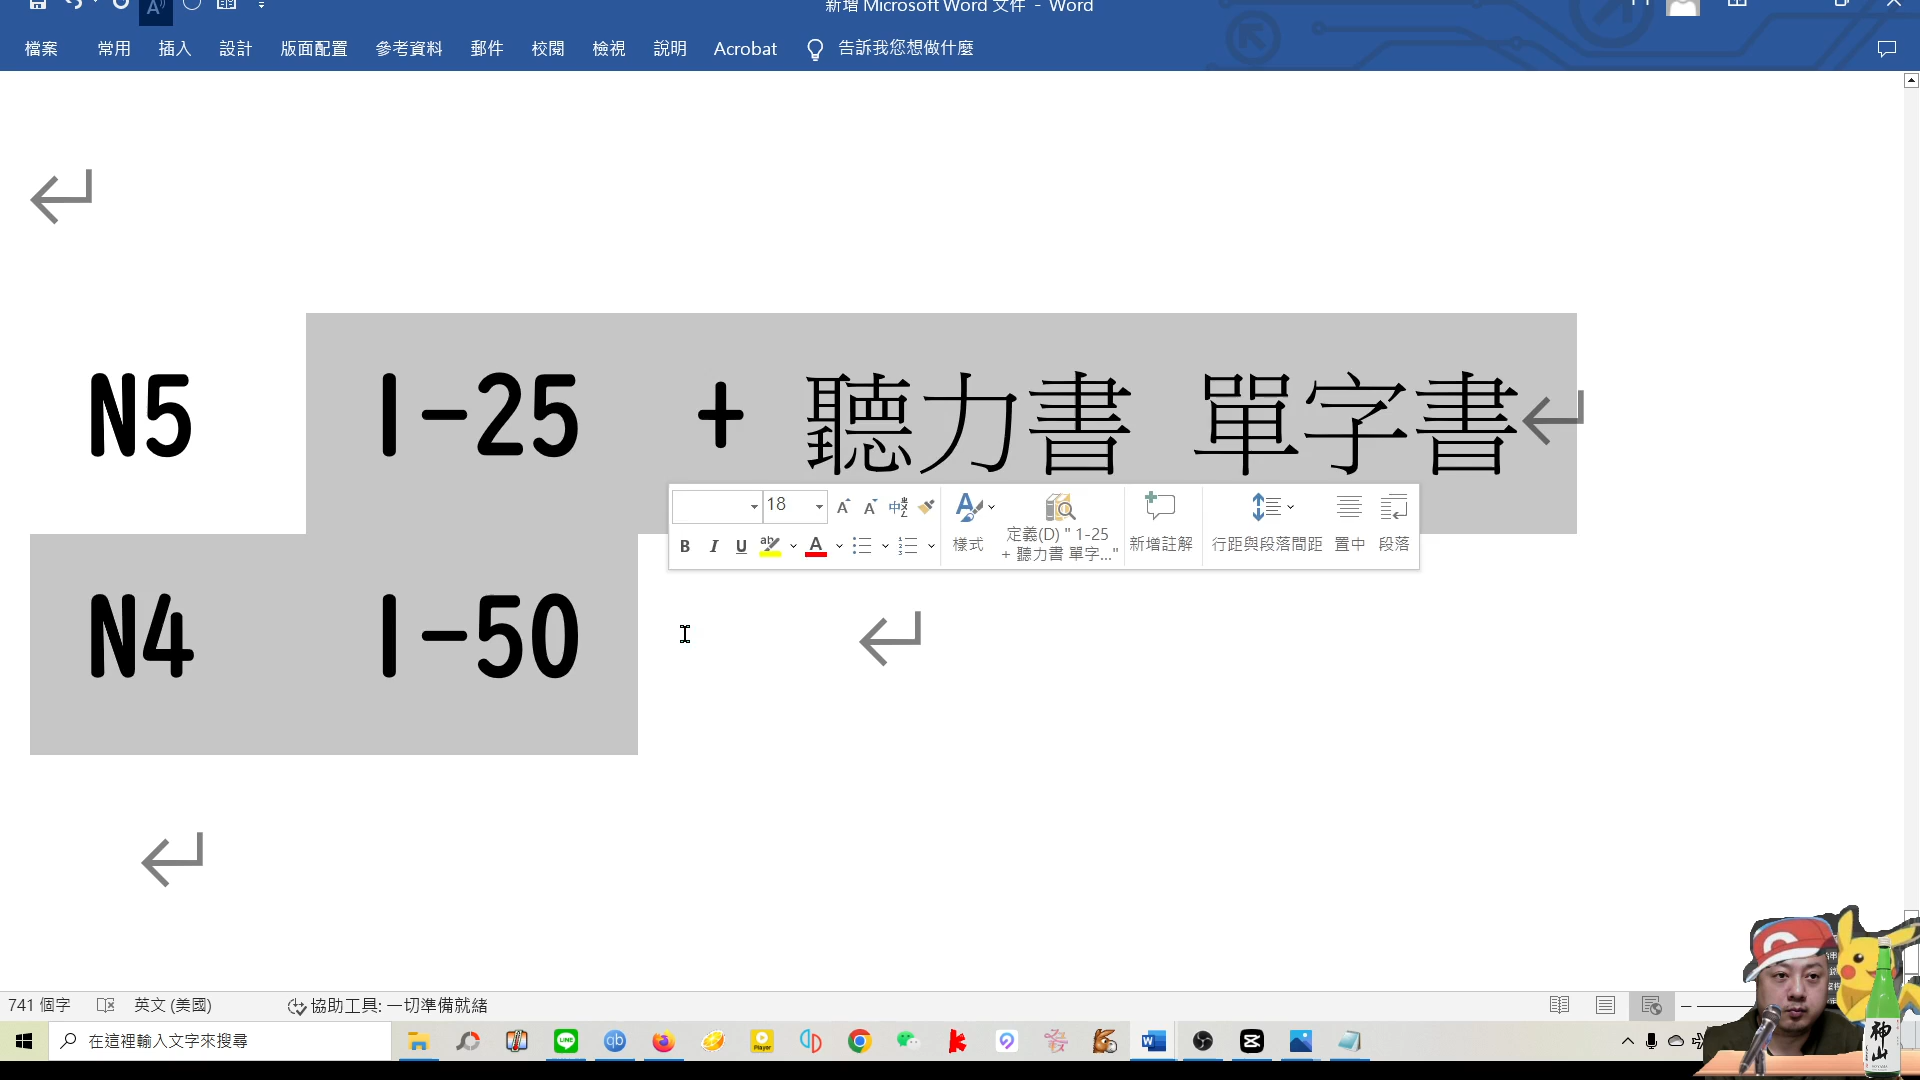 新增 Microsoft Word 文件 - Word
檔案 常用 插入 設計 版面配置 參考資料 郵件 校閱 檢視 說明 Acrobat 告訴我您想做什麼
N5 1-25 + 聽力書 單字書
18
B I U ab A 樣式 定義(D) " 1-25
+ 聽力書 單字..." 新增註解 行距與段落間距 置中 段落
N4 1-50
741 個字 英文 (美國) 協助工具: 一切準備就緒
在這裡輸入文字來搜尋
神山